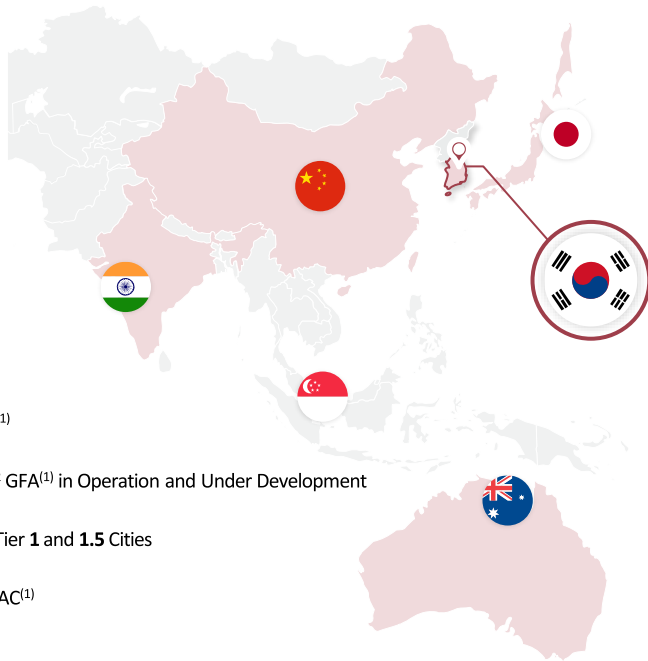 (1)
GFA(1) in Operation and Under Development
Tier 1 and 1.5 Cities
AC(1)